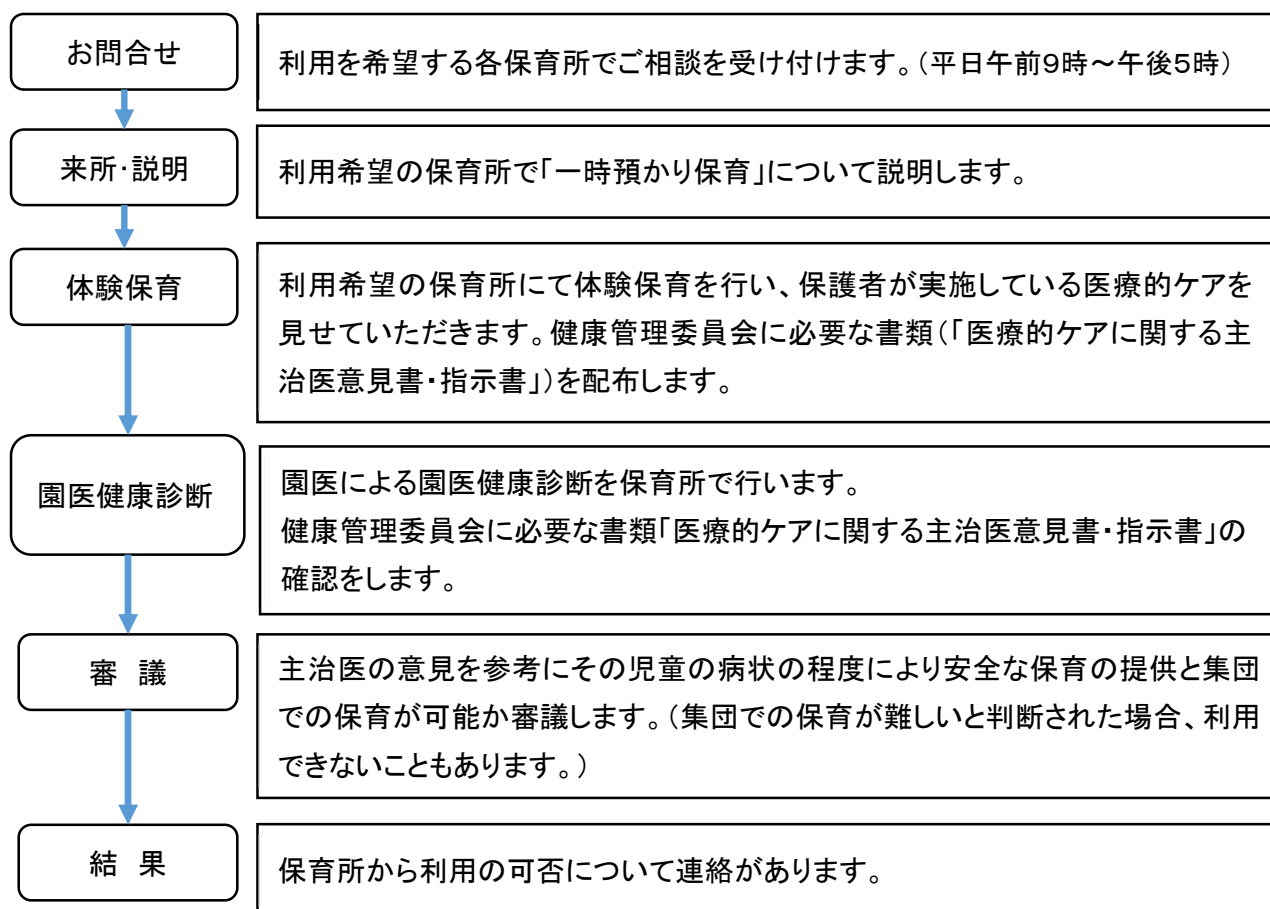 お問合せ
利用を希望する各保育所でご相談を受け付けます。（平日午前9時～午後5時）
来所・説明
利用希望の保育所で「一時預かり保育」について説明します。
体験保育
利用希望の保育所にて体験保育を行い、保護者が実施している医療的ケアを
見せていただきます。健康管理委員会に必要な書類（「医療的ケアに関する主
治医意見書・指示書」）を配布します。
園医健康診断
園医による園医健康診断を保育所で行います。
健康管理委員会に必要な書類「医療的ケアに関する主治医意見書・指示書」の
確認をします。
審　議
主治医の意見を参考にその児童の病状の程度により安全な保育の提供と集団
での保育が可能か審議します。（集団での保育が難しいと判断された場合、利用
できないこともあります。）
結　果
保育所から利用の可否について連絡があります。